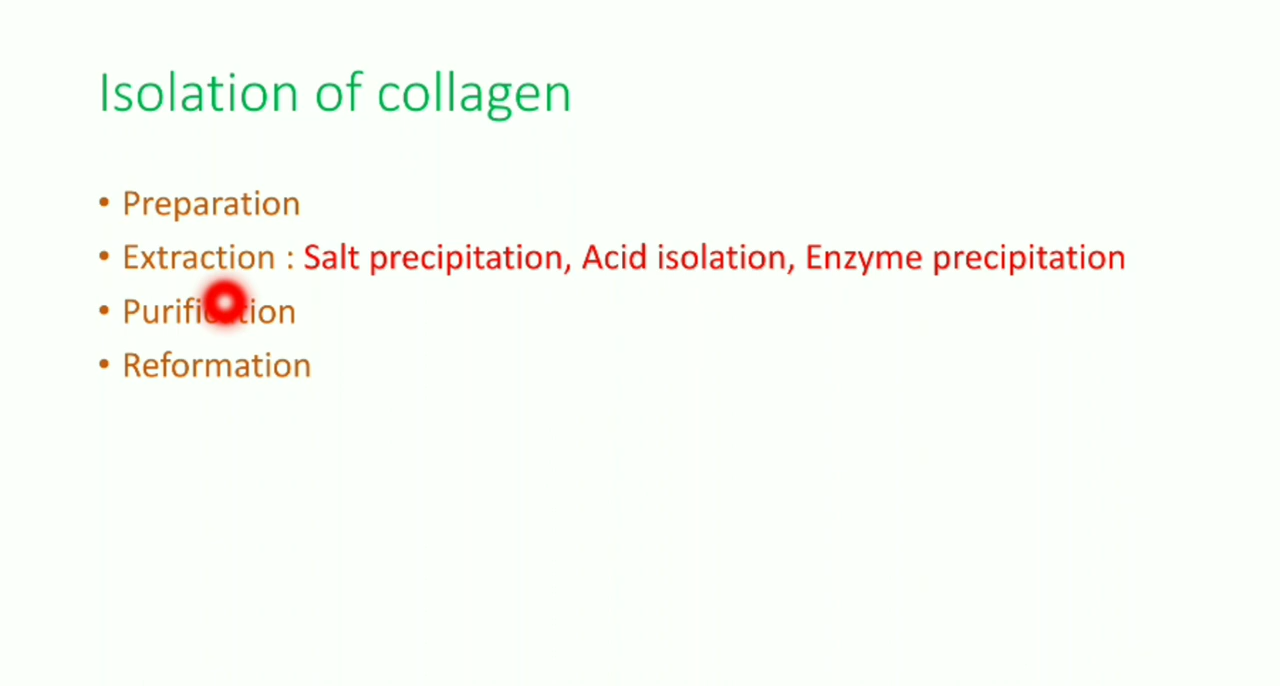 Isolation of collagen
• Preparation
• Extraction : Salt precipitation, Acid isolation, Enzyme precipitation
• Purification
• Reformation